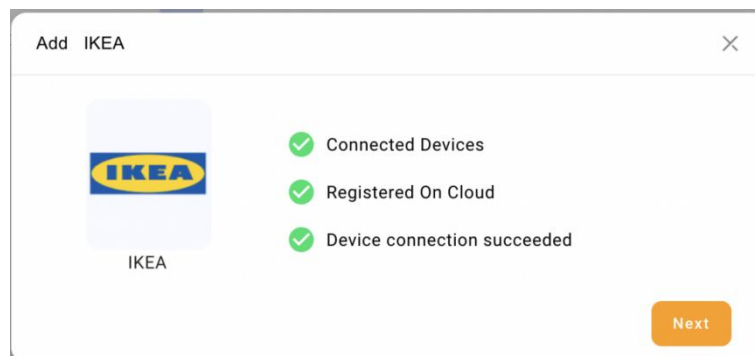 Add IKEA
IKEA
Connected Devices
Registered On Cloud
Device connection succeeded
IKEA
Next